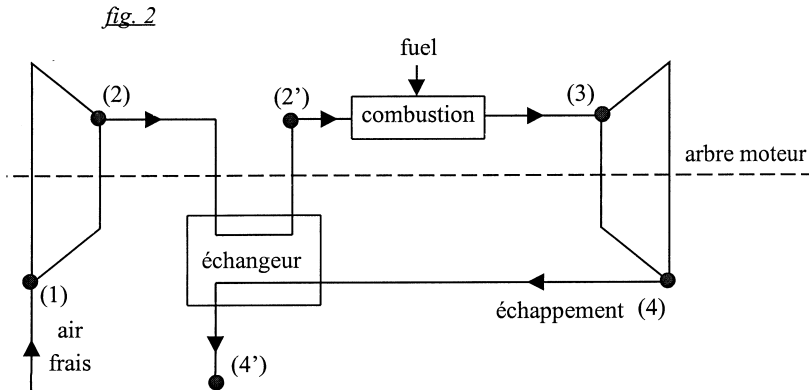 fig. 2
fuel
(2)
(2')
combustion
(3)
arbre moteur
échangeur
(1)
échappement
(4)
air
frais
(4')